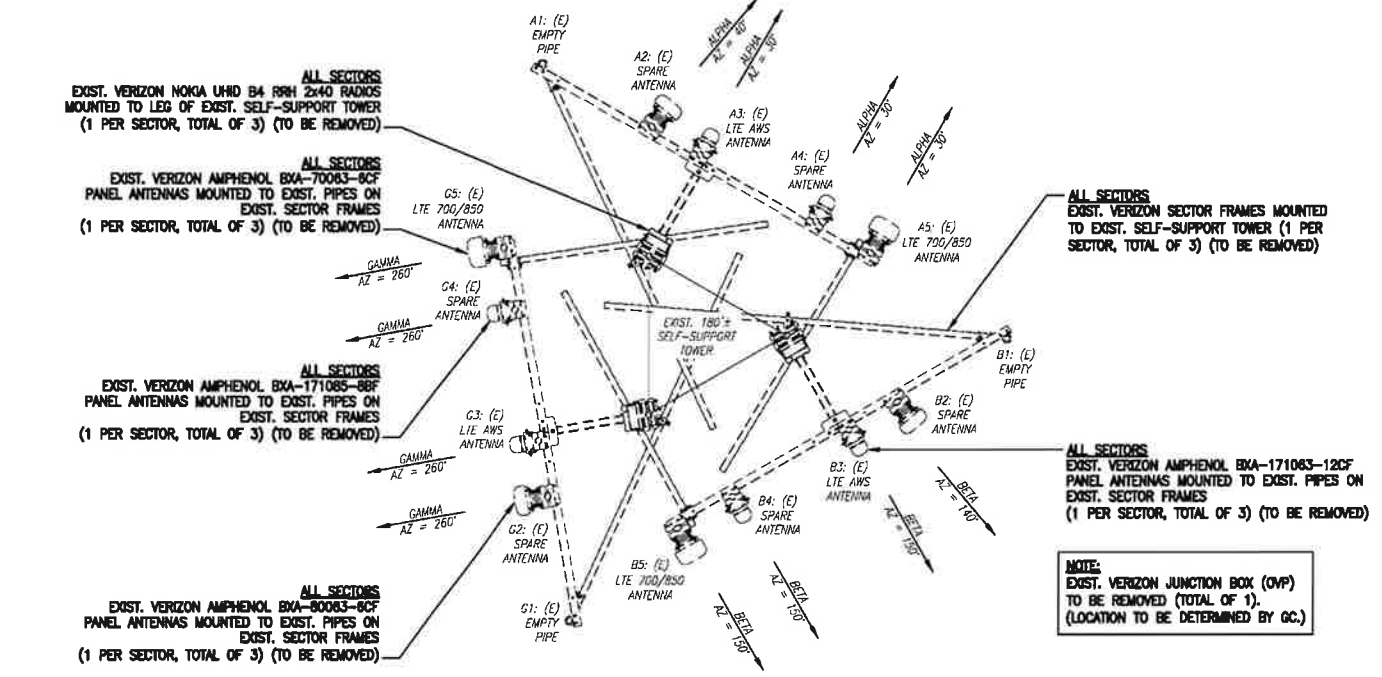 ALL SECTORS
EXIST. VERIZON NOKIA UHID B4 RRH 2x40 RADIOS
MOUNTED TO LEG OF EXIST. SELF-SUPPORT TOWER
(1 PER SECTOR, TOTAL OF 3) (TO BE REMOVED)
ALL SECTORS
EXIST. VERIZON AMPHENOL BXA-70063-6CF
PANEL ANTENNAS MOUNTED TO EXIST. PIPES ON
EXIST. SECTOR FRAMES
(1 PER SECTOR, TOTAL OF 3) (TO BE REMOVED)
ALL SECTORS
EXIST. VERIZON AMPHENOL BXA-171085-8BF
PANEL ANTENNAS MOUNTED TO EXIST. PIPES ON
EXIST. SECTOR FRAMES
(1 PER SECTOR, TOTAL OF 3) (TO BE REMOVED)
ALL SECTORS
EXIST. VERIZON AMPHENOL BXA-80063-6CF
PANEL ANTENNAS MOUNTED TO EXIST. PIPES ON
EXIST. SECTOR FRAMES
(1 PER SECTOR, TOTAL OF 3) (TO BE REMOVED)
A1: (E)
EMPTY
PIPE
A2: (E)
SPARE
ANTENNA
A3: (E)
LTE AWS
ANTENNA
A4: (E)
SPARE
ANTENNA
A5: (E)
LTE 700/850
ANTENNA
ALPHA
AZ = 40°
ALPHA
AZ = 30°
ALPHA
AZ = 30°
ALPHA
AZ = 30°
G5: (E)
LTE 700/850
ANTENNA
GAMMA
AZ = 260°
G4: (E)
SPARE
ANTENNA
GAMMA
AZ = 260°
G3: (E)
LTE AWS
ANTENNA
GAMMA
AZ = 260°
GAMMA
AZ = 260°
G2: (E)
SPARE
ANTENNA
G1: (E)
EMPTY
PIPE
EXIST. 180'±
SELF-SUPPORT
TOWER
B1: (E)
EMPTY
PIPE
B2: (E)
SPARE
ANTENNA
B3: (E)
LTE AWS
ANTENNA
B4: (E)
SPARE
ANTENNA
B5: (E)
LTE 700/850
ANTENNA
BETA
AZ = 140°
BETA
AZ = 150°
BETA
AZ = 150°
BETA
AZ = 150°
ALL SECTORS
EXIST. VERIZON SECTOR FRAMES MOUNTED
TO EXIST. SELF-SUPPORT TOWER (1 PER
SECTOR, TOTAL OF 3) (TO BE REMOVED)
ALL SECTORS
EXIST. VERIZON AMPHENOL BXA-171063-12CF
PANEL ANTENNAS MOUNTED TO EXIST. PIPES ON
EXIST. SECTOR FRAMES
(1 PER SECTOR, TOTAL OF 3) (TO BE REMOVED)
NOTE:
EXIST. VERIZON JUNCTION BOX (OVP)
TO BE REMOVED (TOTAL OF 1).
(LOCATION TO BE DETERMINED BY GC.)